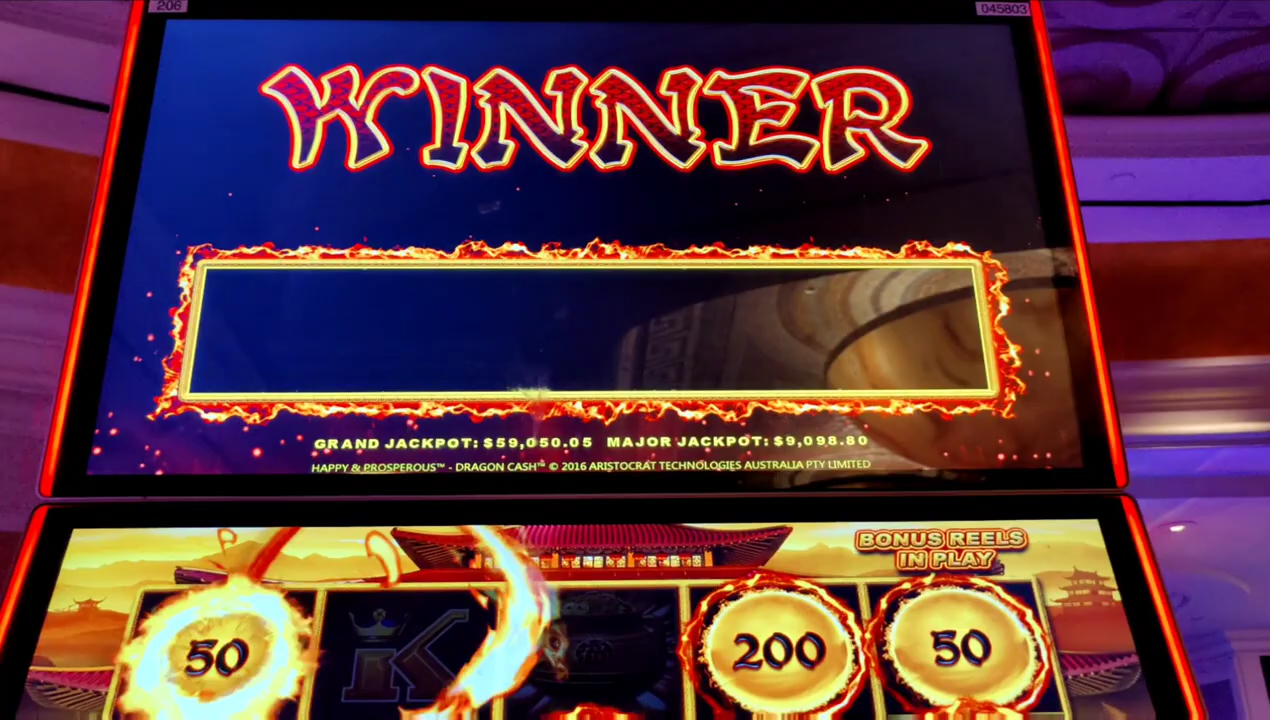 206
045803
WINNER
GRAND JACKPOT: $59,050.05 MAJOR JACKPOT: $9,098.80
HAPPY & PROSPEROUS™ - DRAGON CASH™ © 2016 ARISTOCRAT TECHNOLOGIES AUSTRALIA PTY LIMITED
BONUS REELS
IN PLAY
50
K
200
50